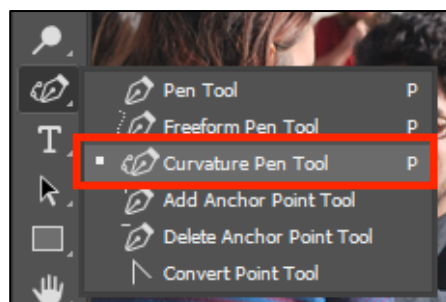 Pen Tool P
Freeform Pen Tool P
Curvature Pen Tool P
Add Anchor Point Tool
Delete Anchor Point Tool
T
Convert Point Tool